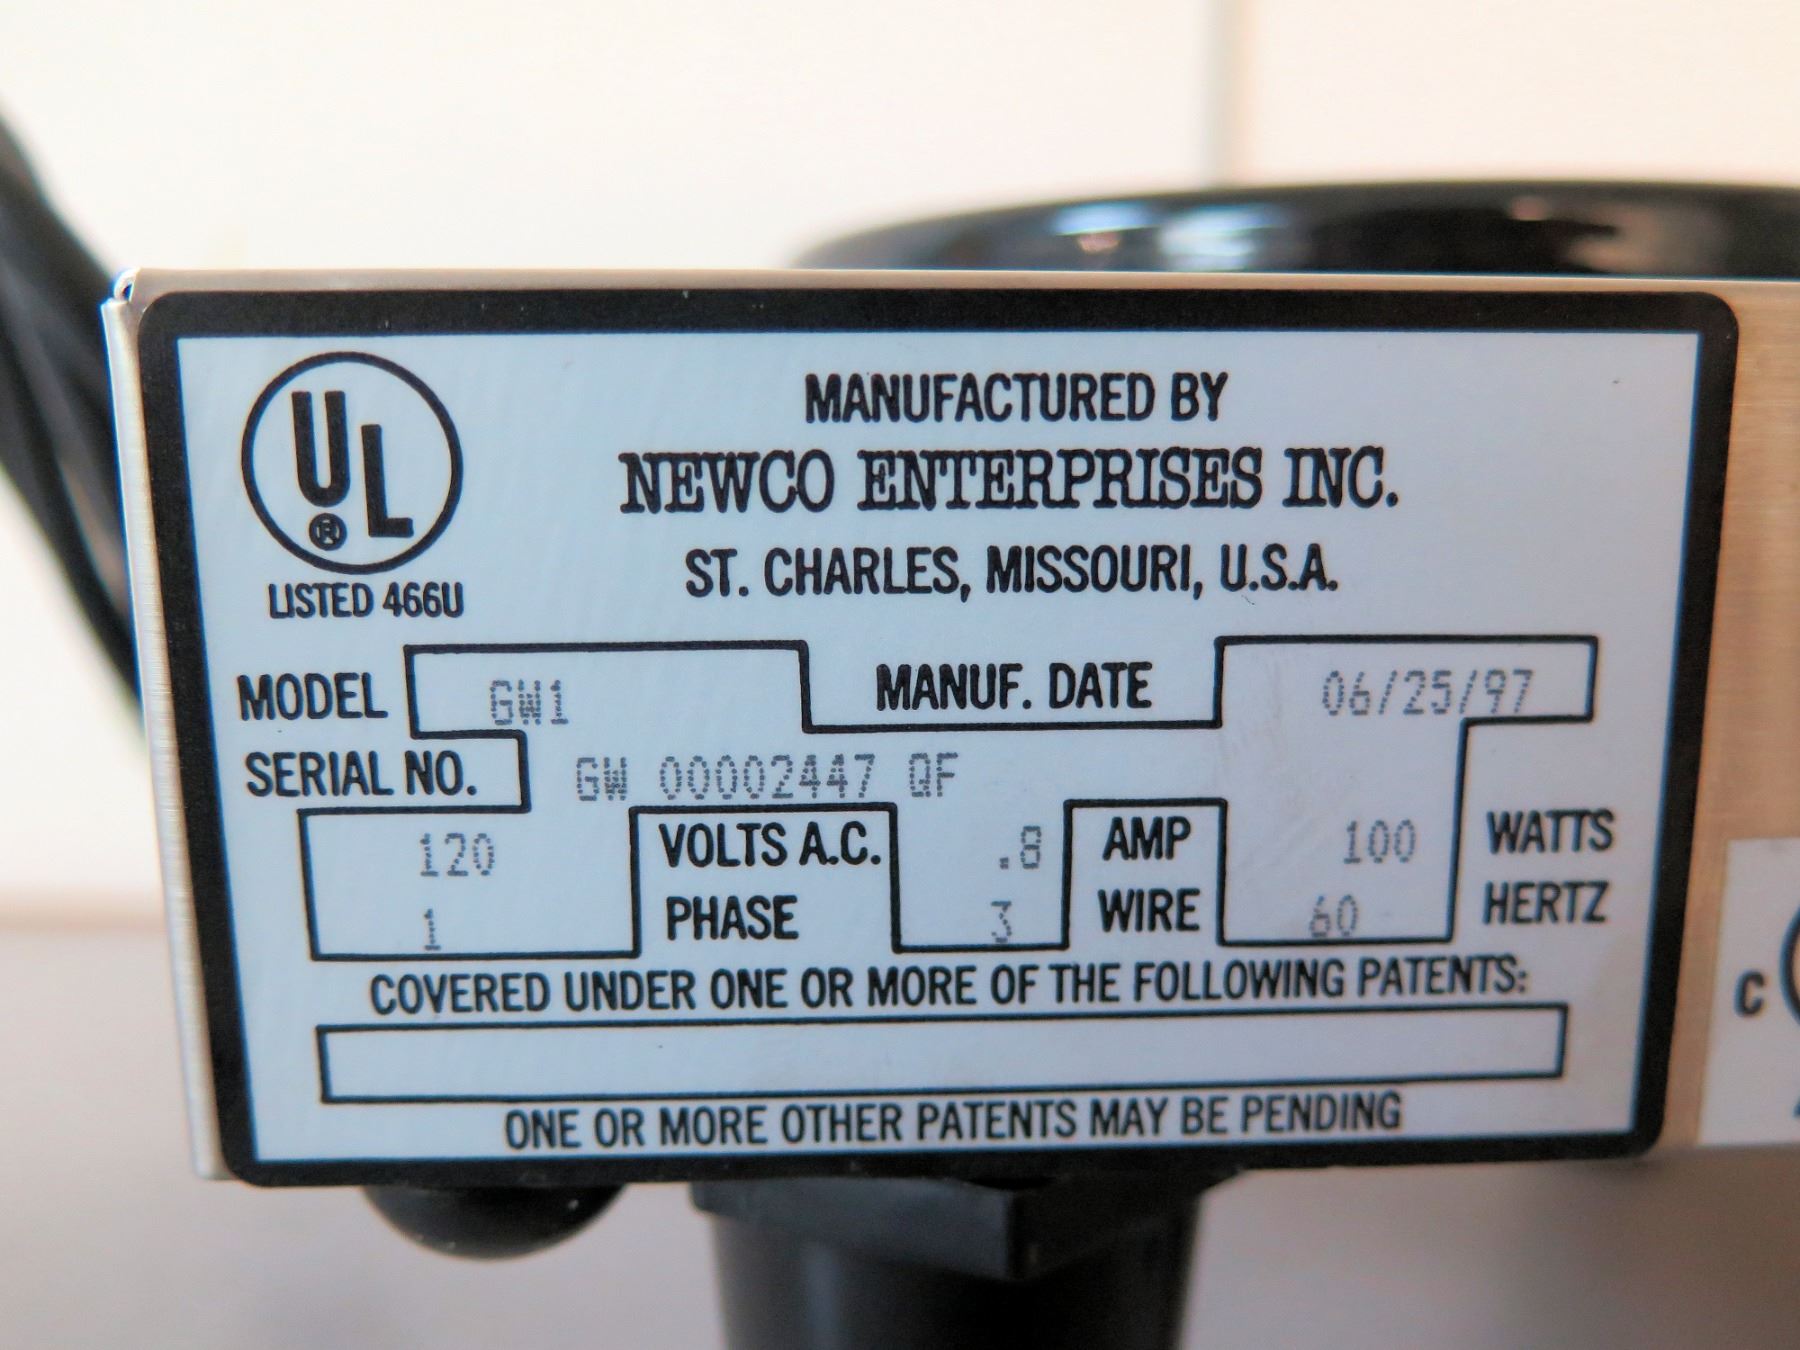 UL
®
LISTED 466U
MANUFACTURED BY
NEWCO ENTERPRISES INC.
ST. CHARLES, MISSOURI, U.S.A.
MODEL GW1 MANUF. DATE 06/25/97
SERIAL NO. GW 00002447 QF
120 VOLTS A.C. .8 AMP 100 WATTS
1 PHASE 3 WIRE 60 HERTZ
COVERED UNDER ONE OR MORE OF THE FOLLOWING PATENTS:
ONE OR MORE OTHER PATENTS MAY BE PENDING
C